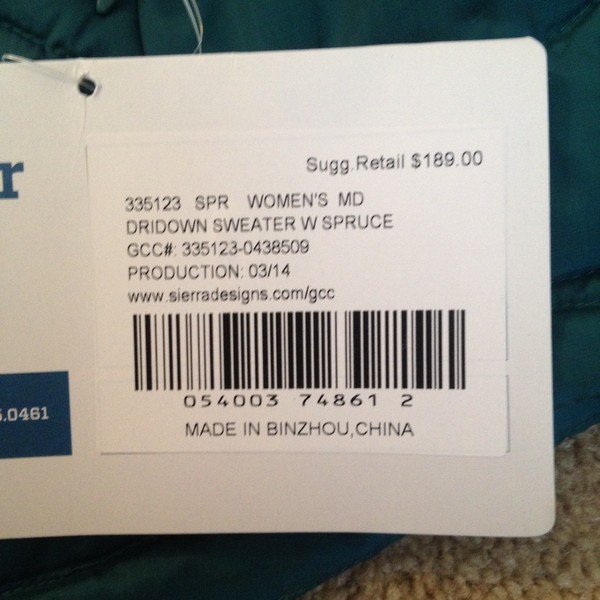 Sugg.Retail $189.00
335123 SPR WOMEN'S MD
DRIDOWN SWEATER W SPRUCE
GCC#: 335123-0438509
PRODUCTION: 03/14
www.sierradesigns.com/gcc
054003 74861 2
MADE IN BINZHOU,CHINA
r
.0461